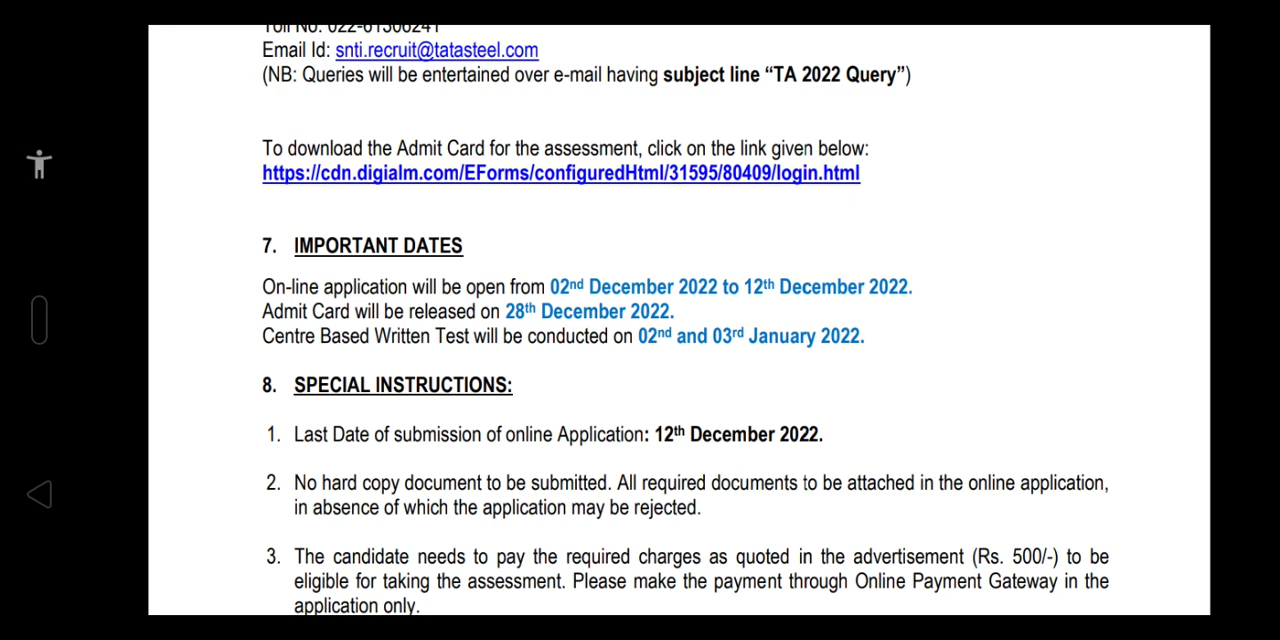 Toll No: 022-61306241
Email Id: snti.recruit@tatasteel.com
(NB: Queries will be entertained over e-mail having subject line “TA 2022 Query”)
To download the Admit Card for the assessment, click on the link given below:
https://cdn.digialm.com/EForms/configuredHtml/31595/80409/login.html
7. IMPORTANT DATES
On-line application will be open from 02nd December 2022 to 12th December 2022.
Admit Card will be released on 28th December 2022.
Centre Based Written Test will be conducted on 02nd and 03rd January 2022.
8. SPECIAL INSTRUCTIONS:
1. Last Date of submission of online Application: 12th December 2022.
2. No hard copy document to be submitted. All required documents to be attached in the online application,
in absence of which the application may be rejected.
3. The candidate needs to pay the required charges as quoted in the advertisement (Rs. 500/-) to be
eligible for taking the assessment. Please make the payment through Online Payment Gateway in the
application only.